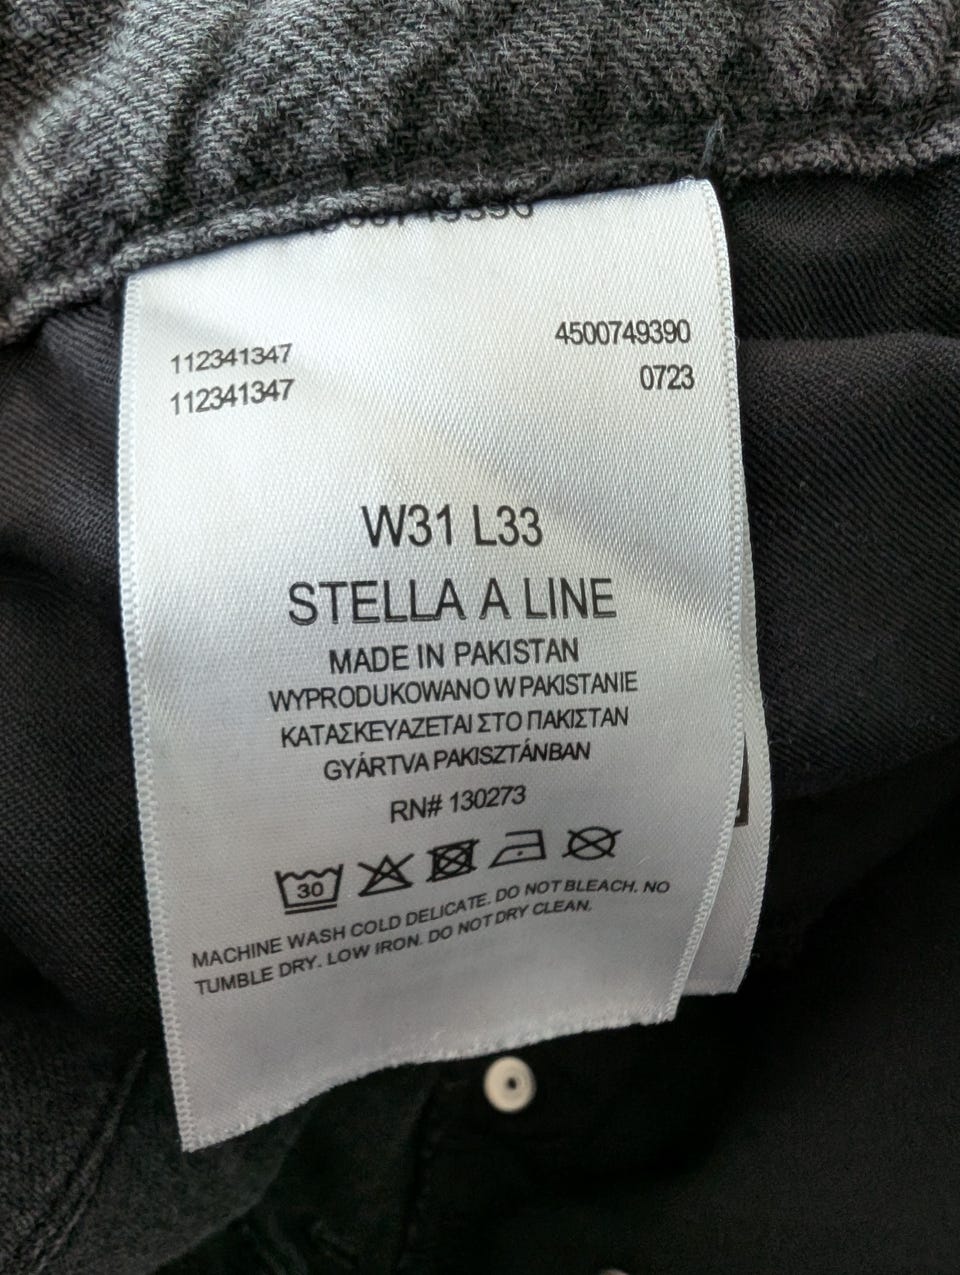 112341347
4500749390
112341347
0723
W31 L33
STELLA A LINE
MADE IN PAKISTAN
WYPRODUKOWANO W PAKISTANIE
ΚΑΤΑΣΚΕΥΑΖΕΤΑΙ ΣΤΟ ΠΑΚΙΣΤΑΝ
GYÁRTVA PAKISZTÁNBAN
RN# 130273
30
MACHINE WASH COLD DELICATE. DO NOT BLEACH. NO
TUMBLE DRY. LOW IRON. DO NOT DRY CLEAN.